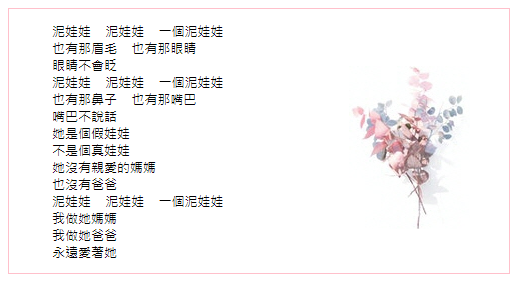 泥娃娃　泥娃娃　一個泥娃娃
也有那眉毛　也有那眼睛
眼睛不會眨
泥娃娃　泥娃娃　一個泥娃娃
也有那鼻子　也有那嘴巴
嘴巴不說話
她是個假娃娃
不是個真娃娃
她沒有親愛的媽媽
也沒有爸爸
泥娃娃　泥娃娃　一個泥娃娃
我做她媽媽
我做她爸爸
永遠愛著她